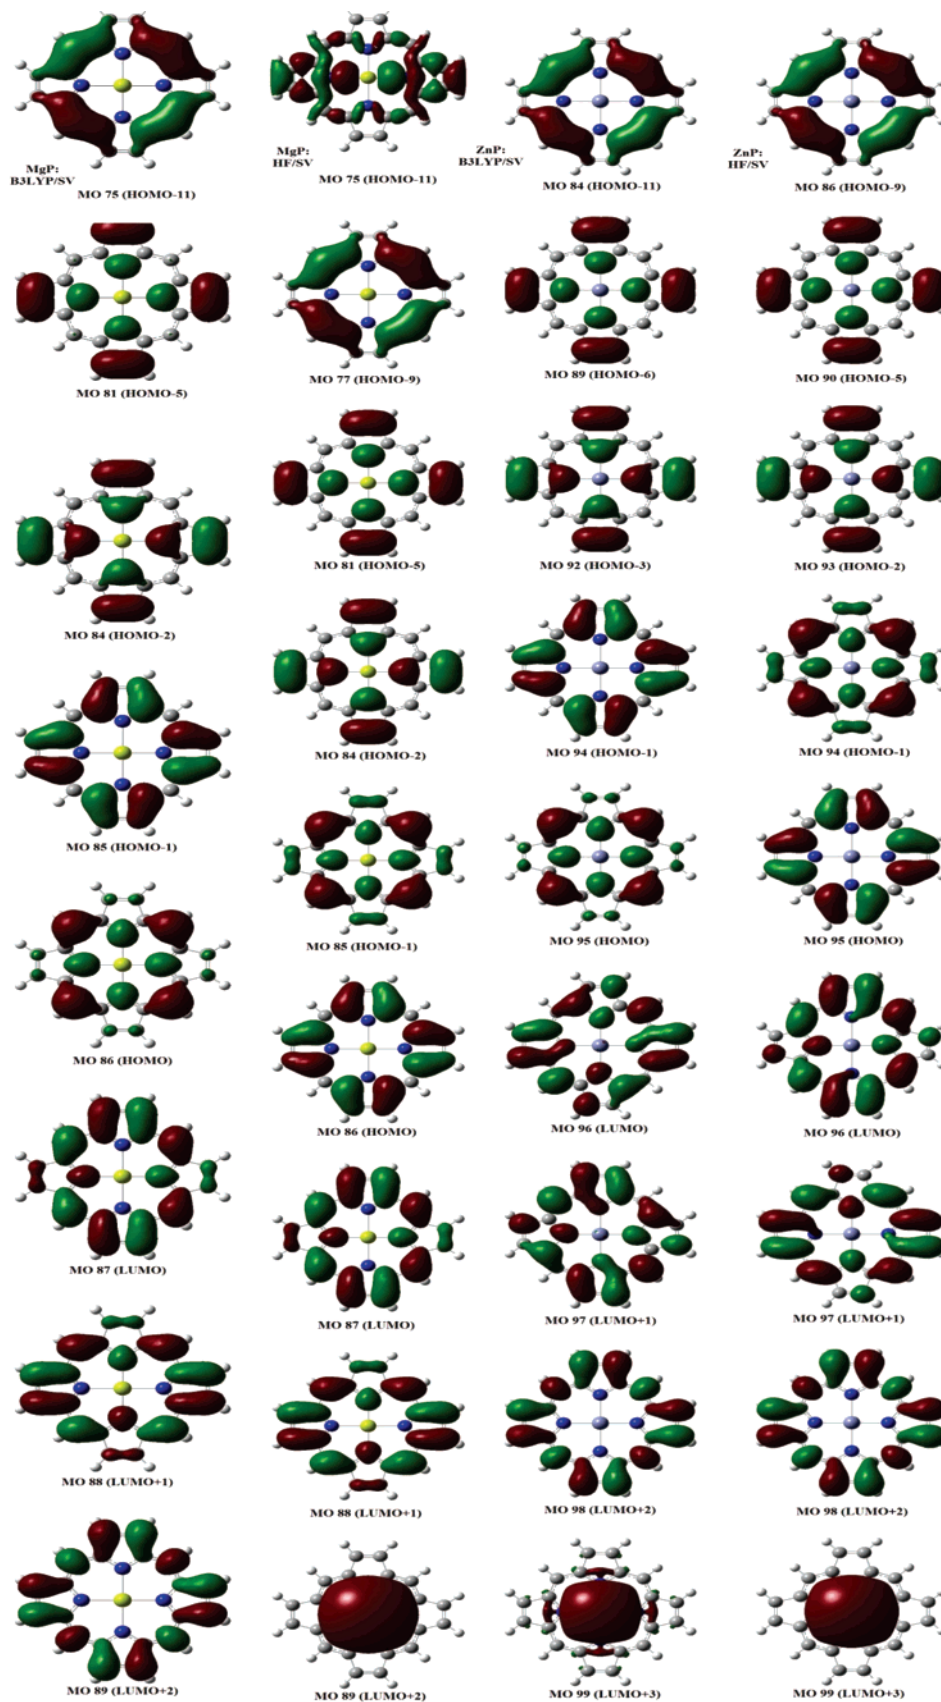 MgP:
B3LYP/SV
MO 75 (HOMO-11)
MO 81 (HOMO-5)
MO 84 (HOMO-2)
MO 85 (HOMO-1)
MO 86 (HOMO)
MO 87 (LUMO)
MO 88 (LUMO+1)
MO 89 (LUMO+2)
MgP:
HF/SV
MO 75 (HOMO-11)
MO 77 (HOMO-9)
MO 81 (HOMO-5)
MO 84 (HOMO-2)
MO 85 (HOMO-1)
MO 86 (HOMO)
MO 87 (LUMO)
MO 88 (LUMO+1)
MO 89 (LUMO+2)
ZnP:
B3LYP/SV
MO 84 (HOMO-11)
MO 89 (HOMO-6)
MO 92 (HOMO-3)
MO 94 (HOMO-1)
MO 95 (HOMO)
MO 96 (LUMO)
MO 97 (LUMO+1)
MO 98 (LUMO+2)
MO 99 (LUMO+3)
ZnP:
HF/SV
MO 86 (HOMO-9)
MO 90 (HOMO-5)
MO 93 (HOMO-2)
MO 94 (HOMO-1)
MO 95 (HOMO)
MO 96 (LUMO)
MO 97 (LUMO+1)
MO 98 (LUMO+2)
MO 99 (LUMO+3)